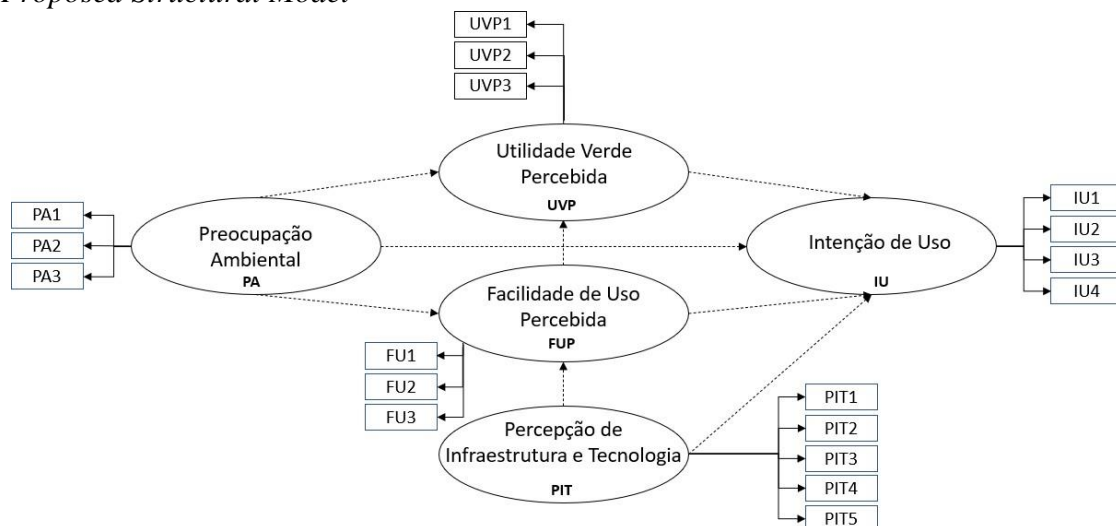 Proposed Structural Model
UVP1
UVP2
UVP3
Utilidade Verde
Percebida
UVP
PA1
PA2
PA3
Preocupação
Ambiental
PA
Intenção de Uso
IU
IU1
IU2
IU3
IU4
Facilidade de Uso
Percebida
FUP
FU1
FU2
FU3
Percepção de
Infraestrutura e Tecnologia
PIT
PIT1
PIT2
PIT3
PIT4
PIT5